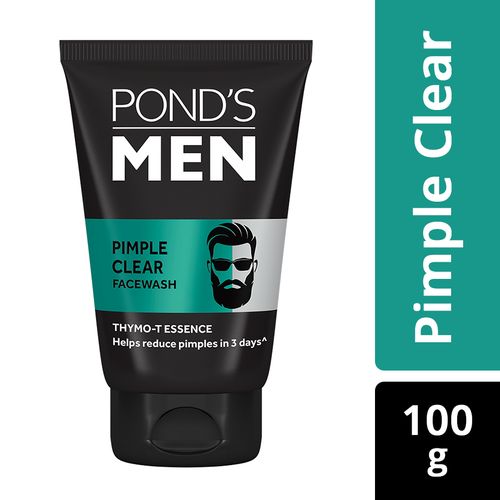 POND'S
MEN
PIMPLE
CLEAR
FACEWASH
THYMO-T ESSENCE
Helps reduce pimples in 3 days^
Pimple Clear
100
g